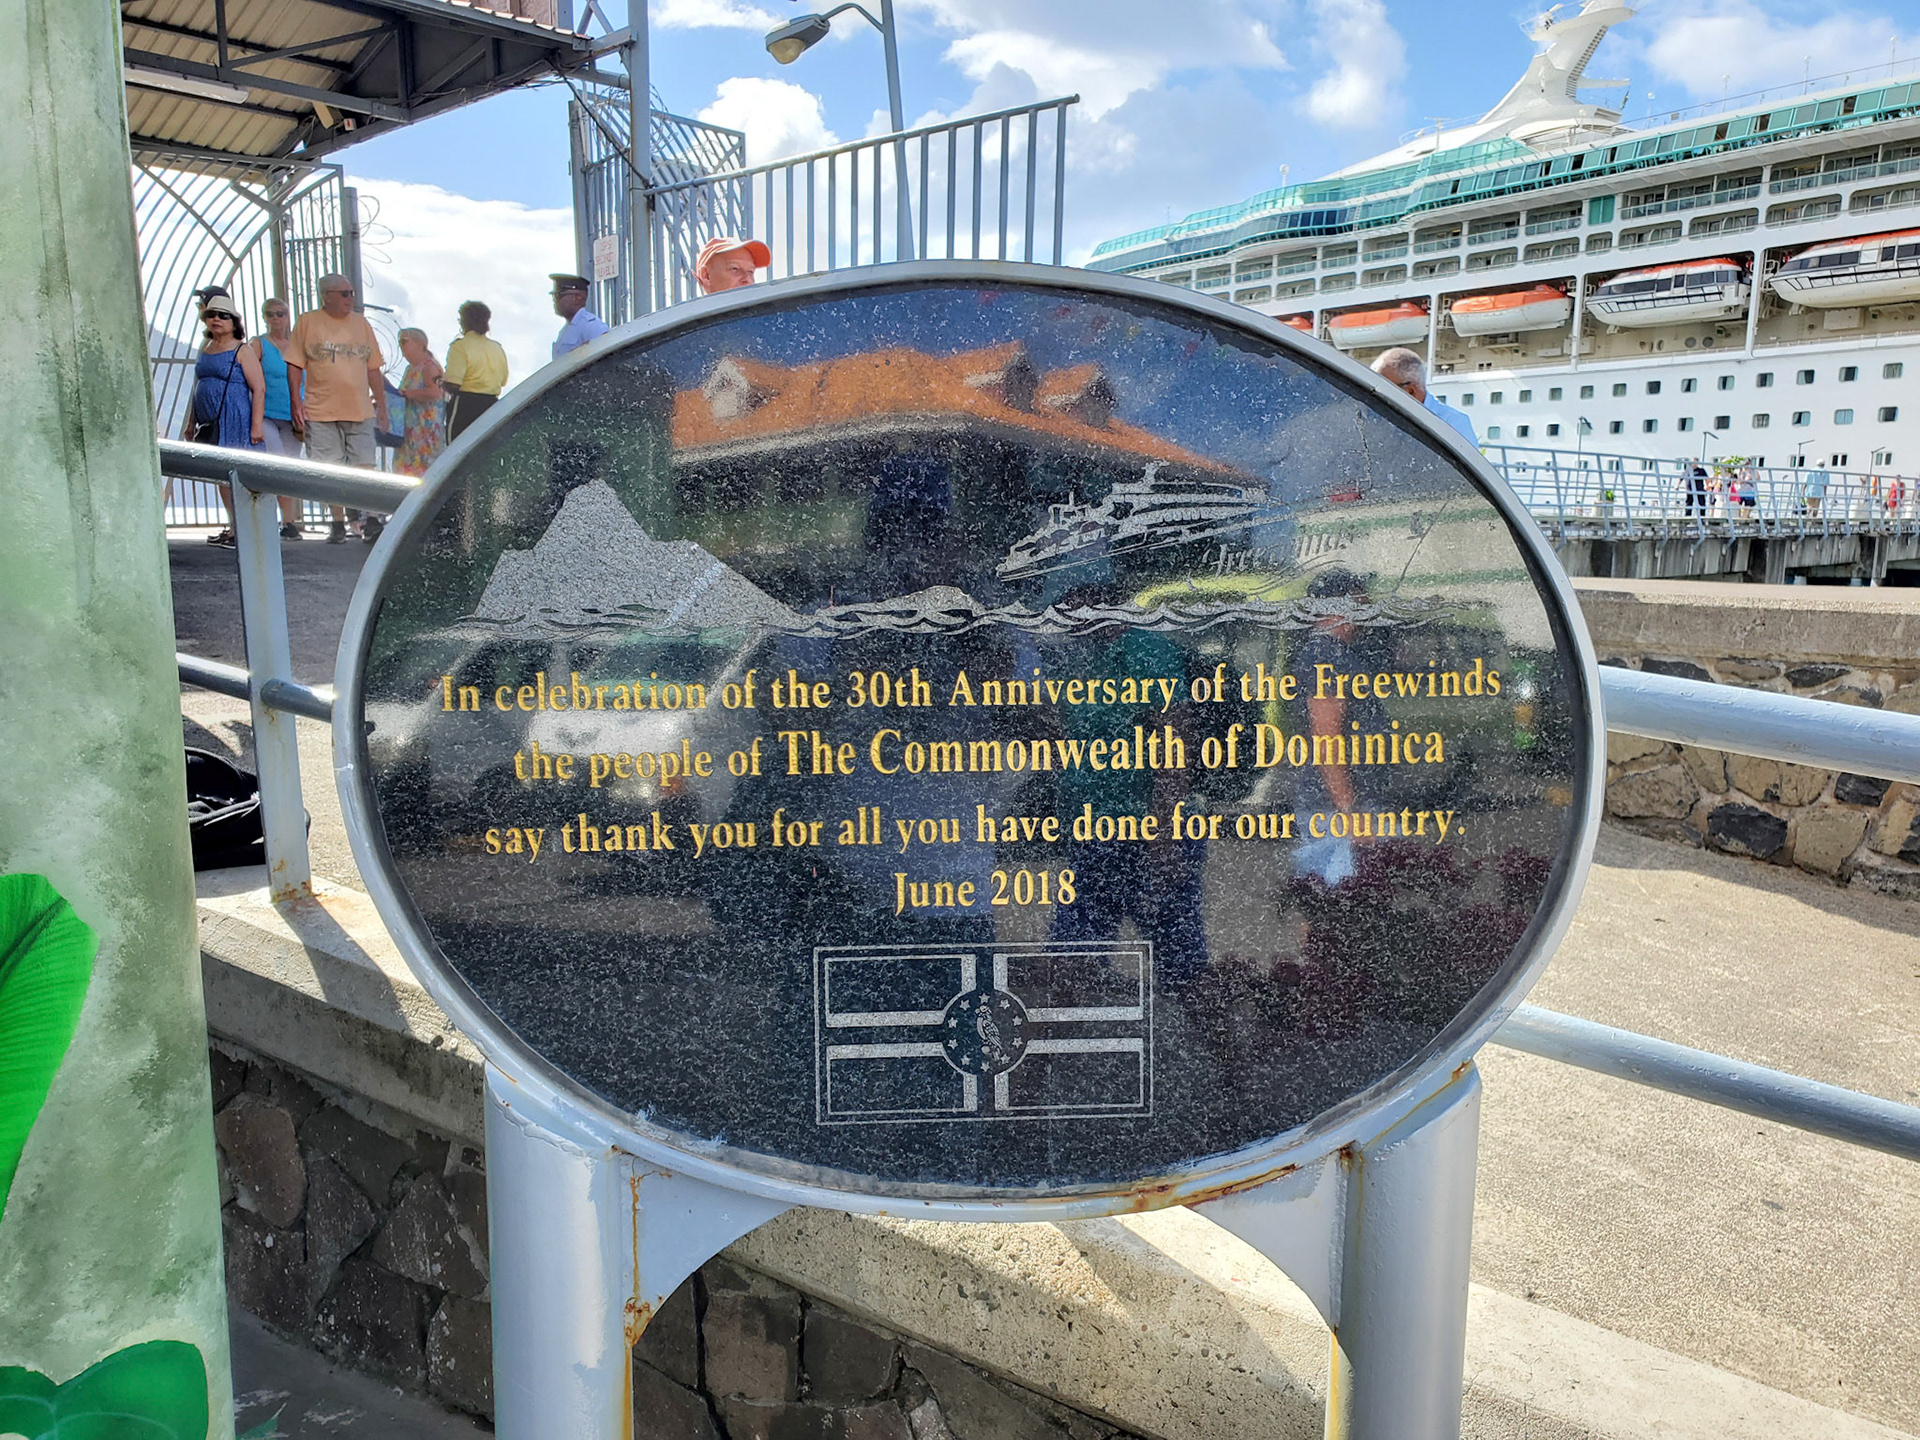 Freewinds
In celebration of the 30th Anniversary of the Freewinds
the people of The Commonwealth of Dominica
say thank you for all you have done for our country.
June 2018